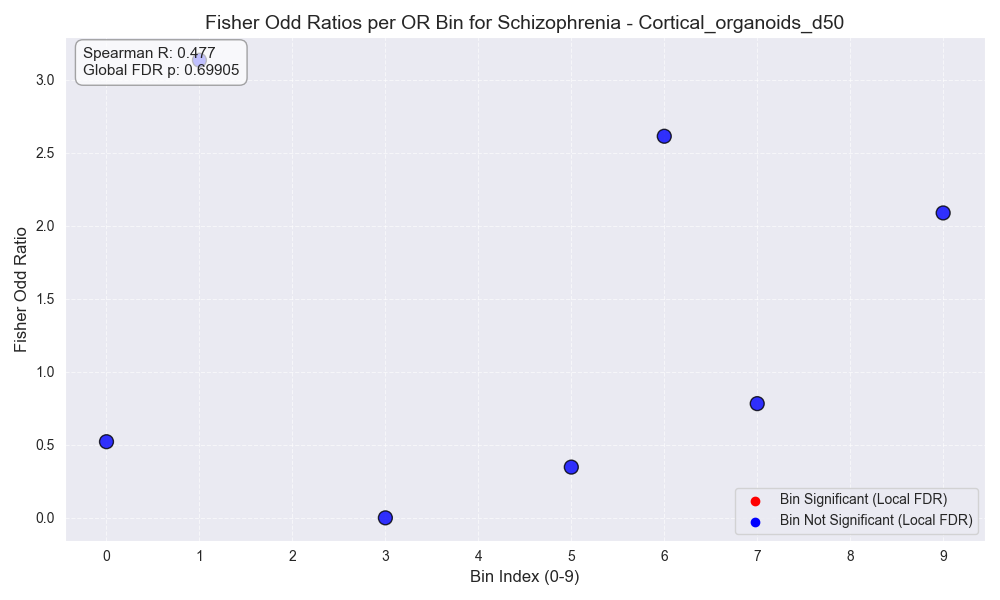 Fisher Odd Ratios per OR Bin for Schizophrenia - Cortical_organoids_d50
Spearman R: 0.477
Global FDR p: 0.69905
Fisher Odd Ratio
3.0
2.5
2.0
1.5
1.0
0.5
0.0
Bin Significant (Local FDR)
Bin Not Significant (Local FDR)
0 1 2 3 4 5 6 7 8 9
Bin Index (0-9)